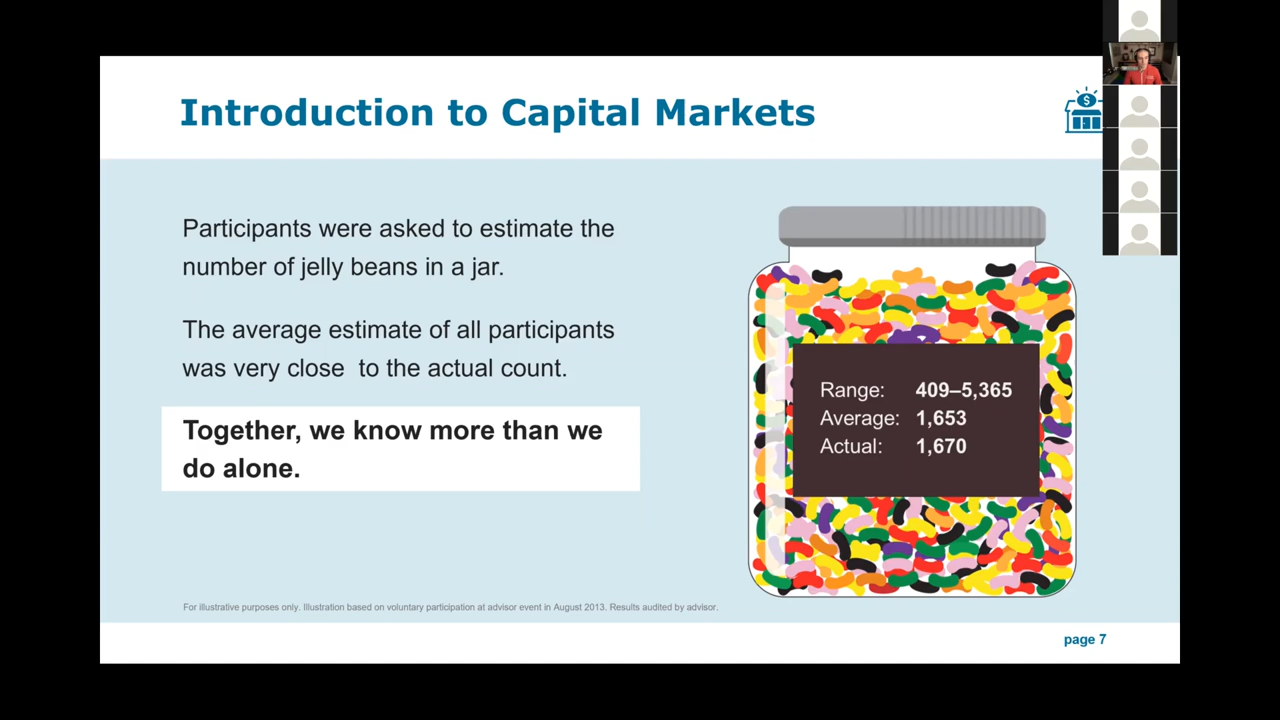 Introduction to Capital Markets
$
Participants were asked to estimate the
number of jelly beans in a jar.
The average estimate of all participants
was very close to the actual count.
Together, we know more than we
do alone.
Range: 409–5,365
Average: 1,653
Actual: 1,670
For illustrative purposes only. Illustration based on voluntary participation at advisor event in August 2013. Results audited by advisor.
page 7